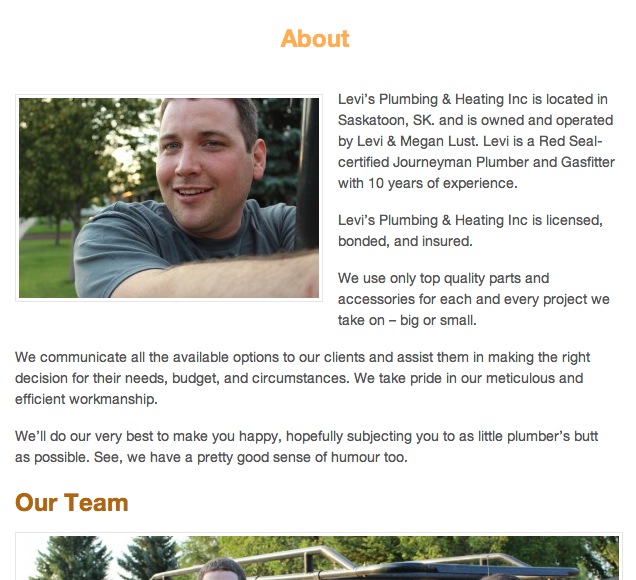 About
Levi's Plumbing & Heating Inc is located in
Saskatoon, SK. and is owned and operated
by Levi & Megan Lust. Levi is a Red Seal-
certified Journeyman Plumber and Gasfitter
with 10 years of experience.
Levi's Plumbing & Heating Inc is licensed,
bonded, and insured.
We use only top quality parts and
accessories for each and every project we
take on – big or small.
We communicate all the available options to our clients and assist them in making the right
decision for their needs, budget, and circumstances. We take pride in our meticulous and
efficient workmanship.
We'll do our very best to make you happy, hopefully subjecting you to as little plumber's butt
as possible. See, we have a pretty good sense of humour too.
Our Team